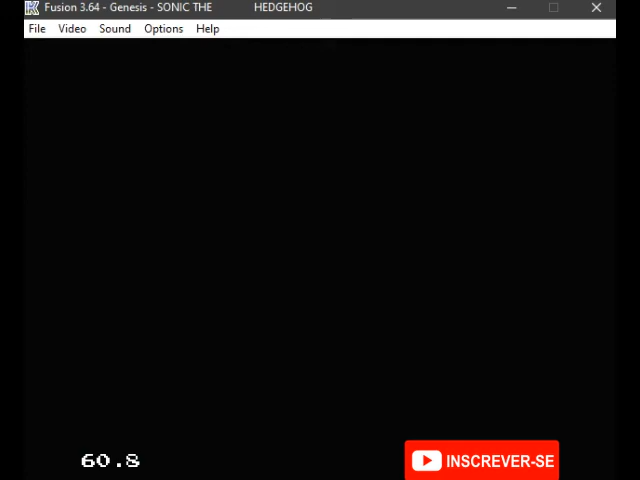 Fusion 3.64 - Genesis - SONIC THE HEDGEHOG
File Video Sound Options Help
60.8
INSCREVER-SE